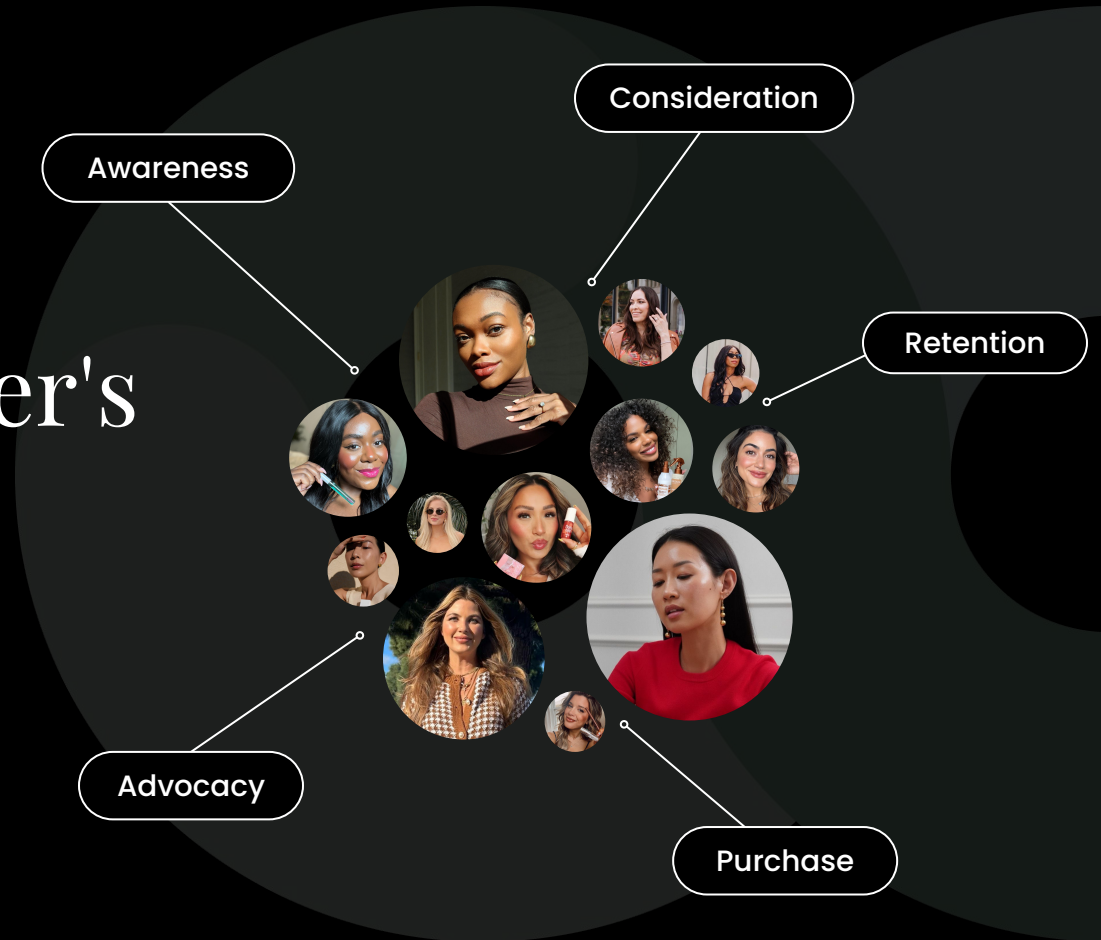 Consideration
Awareness
Retention
er's
Advocacy
Purchase